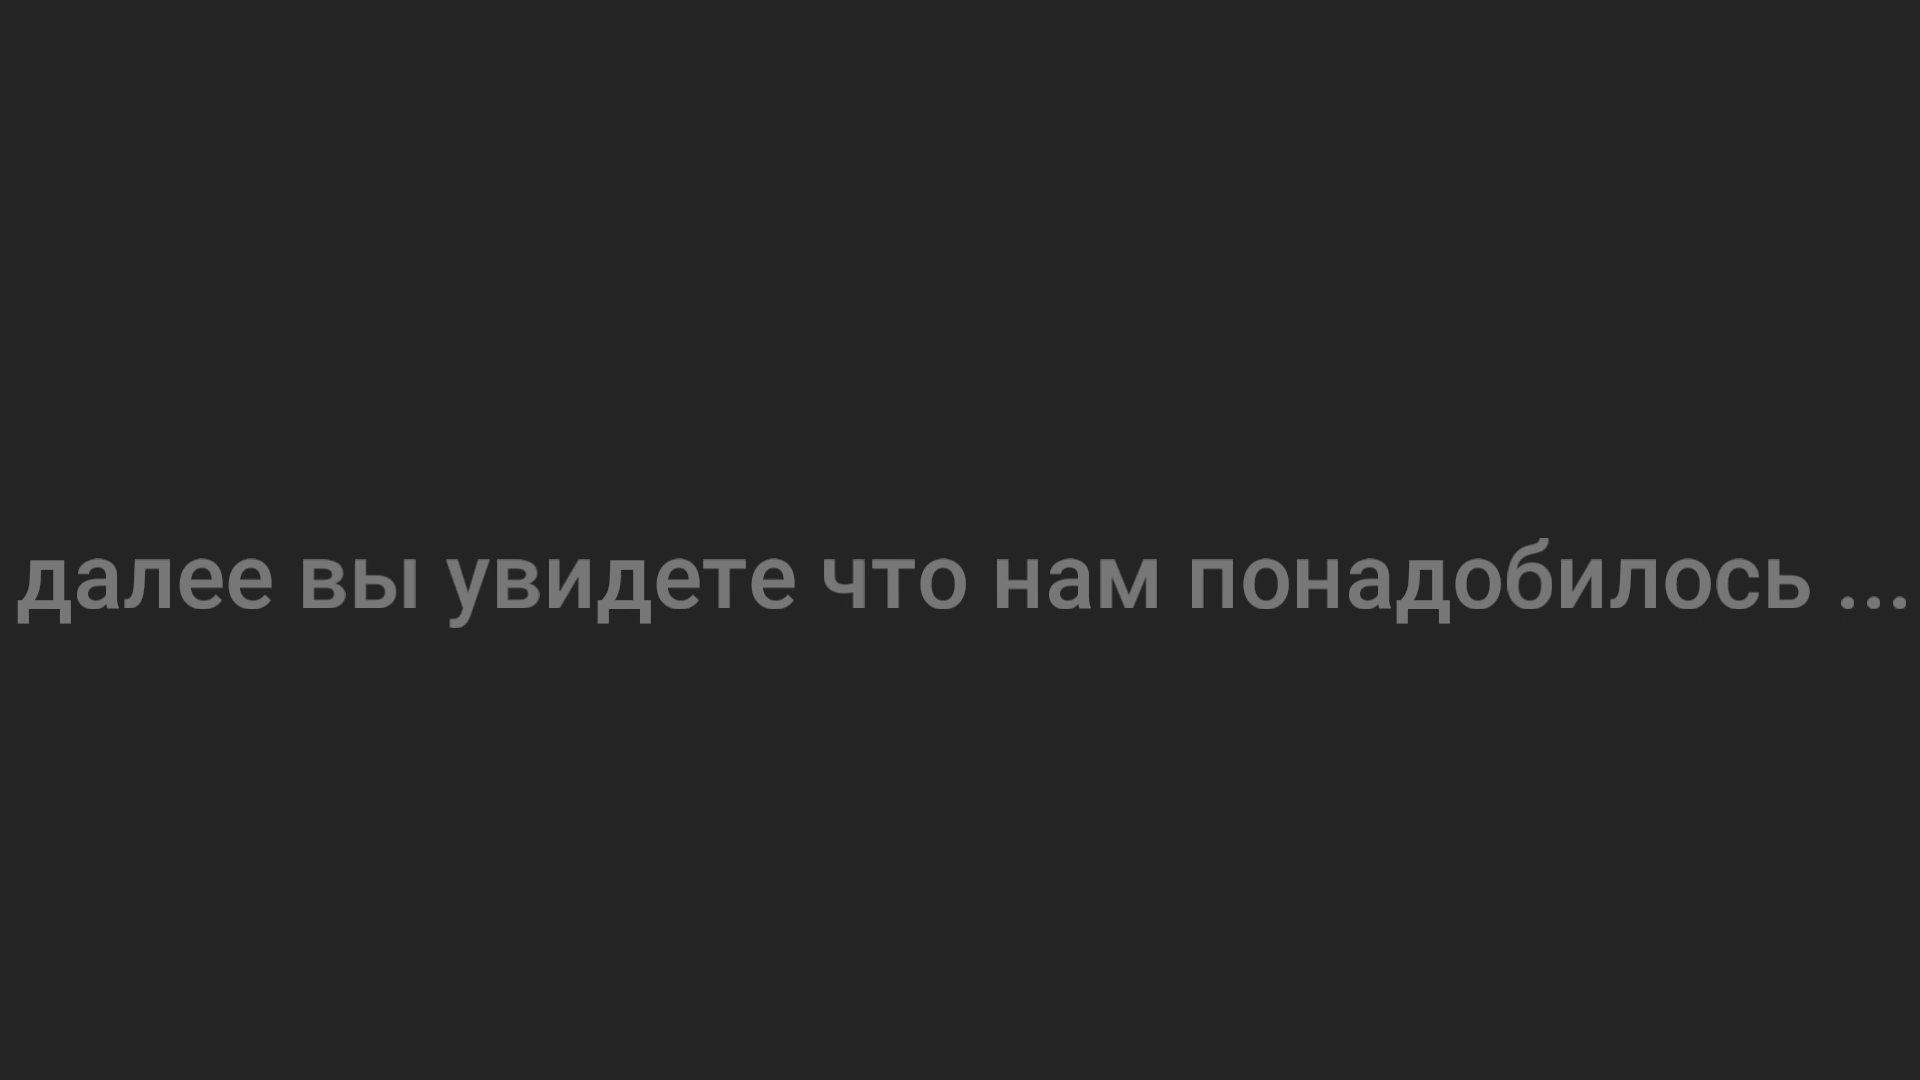 далее вы увидете что нам понадобилось ...